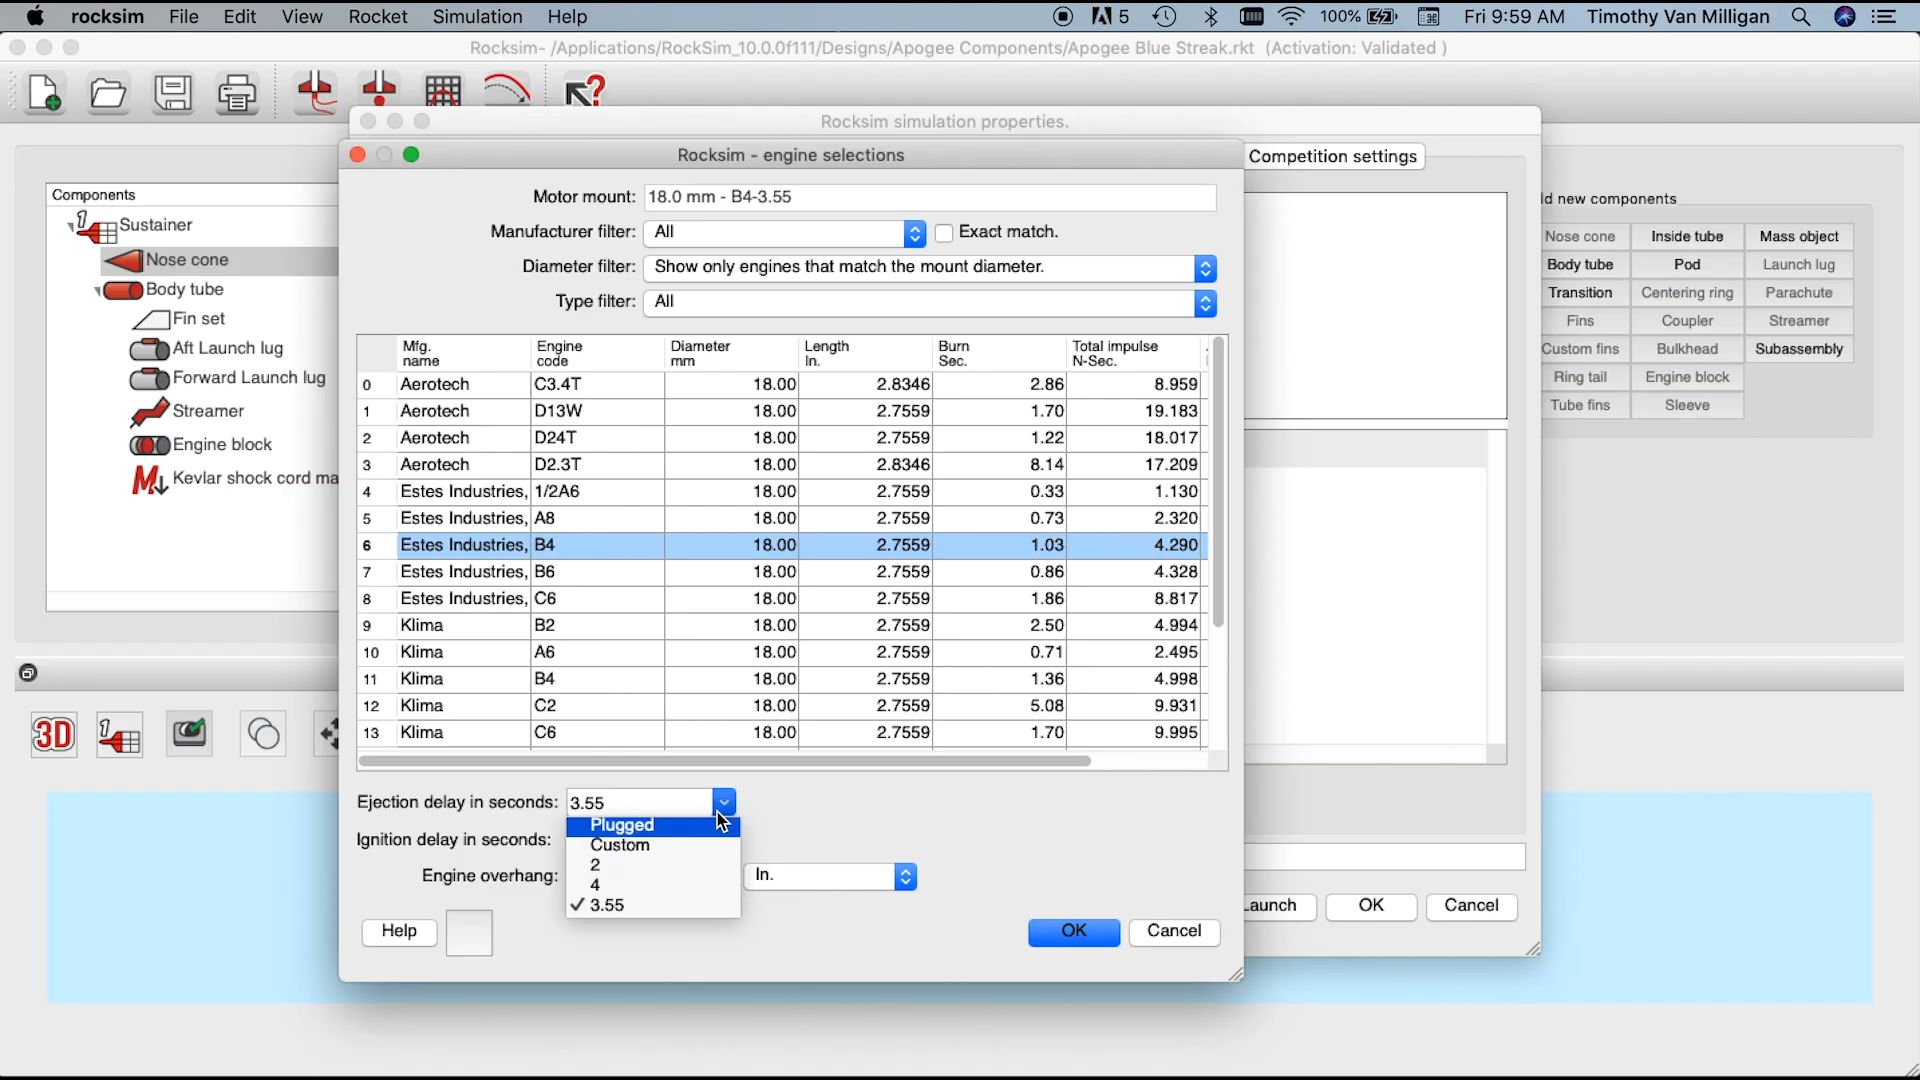 rocksim File Edit View Rocket Simulation Help 5 100% Fri 9:59 AM Timothy Van Milligan
Rocksim- /Applications/RockSim_10.0.0f111/Designs/Apogee Components/Apogee Blue Streak.rkt (Activation: Validated )
Rocksim simulation properties.
Rocksim - engine selections
Competition settings
Components
Sustainer
Nose cone
Body tube
Fin set
Aft Launch lug
Forward Launch lug
Streamer
Engine block
Kevlar shock cord ma
3D
Motor mount: 18.0 mm - B4-3.55
Manufacturer filter: All Exact match.
Diameter filter: Show only engines that match the mount diameter.
Type filter: All
Mfg. name Engine code Diameter mm Length In. Burn Sec. Total impulse N-Sec.
0 Aerotech C3.4T 18.00 2.8346 2.86 8.959
1 Aerotech D13W 18.00 2.7559 1.70 19.183
2 Aerotech D24T 18.00 2.7559 1.22 18.017
3 Aerotech D2.3T 18.00 2.8346 8.14 17.209
4 Estes Industries, 1/2A6 18.00 2.7559 0.33 1.130
5 Estes Industries, A8 18.00 2.7559 0.73 2.320
6 Estes Industries, B4 18.00 2.7559 1.03 4.290
7 Estes Industries, B6 18.00 2.7559 0.86 4.328
8 Estes Industries, C6 18.00 2.7559 1.86 8.817
9 Klima B2 18.00 2.7559 2.50 4.994
10 Klima A6 18.00 2.7559 0.71 2.495
11 Klima B4 18.00 2.7559 1.36 4.998
12 Klima C2 18.00 2.7559 5.08 9.931
13 Klima C6 18.00 2.7559 1.70 9.995
Ejection delay in seconds: 3.55
Plugged
Custom
2
4
✓ 3.55
Ignition delay in seconds:
Engine overhang: In.
Help OK Cancel
aunch OK Cancel
ld new components
Nose cone Inside tube Mass object
Body tube Pod Launch lug
Transition Centering ring Parachute
Fins Coupler Streamer
Custom fins Bulkhead Subassembly
Ring tail Engine block
Tube fins Sleeve